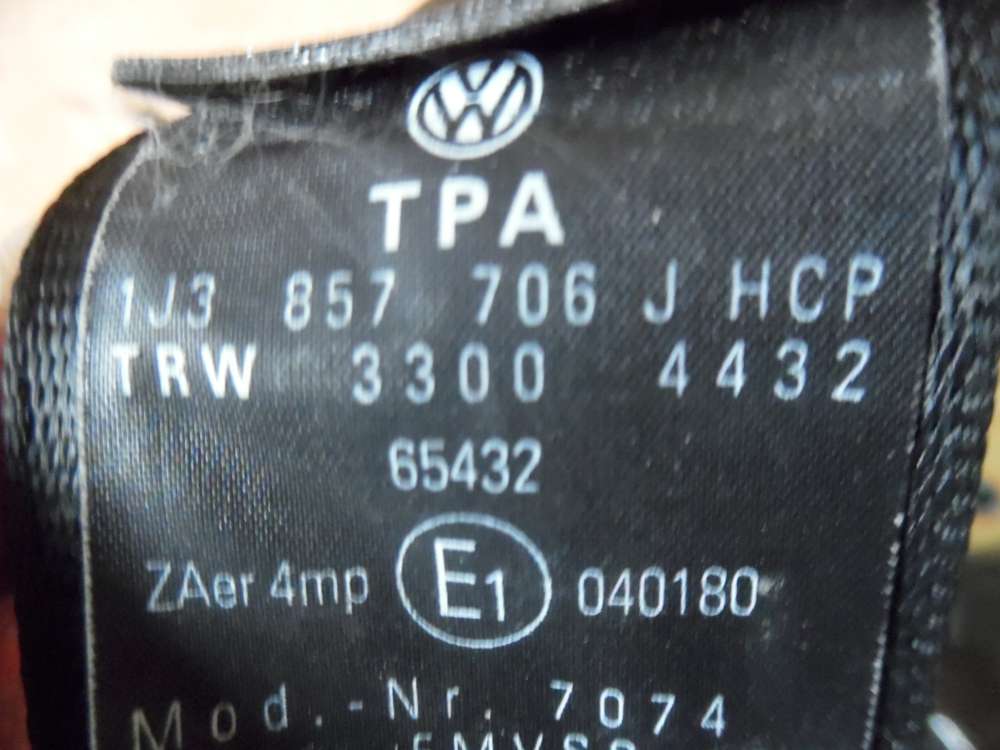 TPA
1J3 857 706 J HCP
TRW 3300 4432
65432
ZAer 4mp E1 040180
Mod.-Nr. 7074